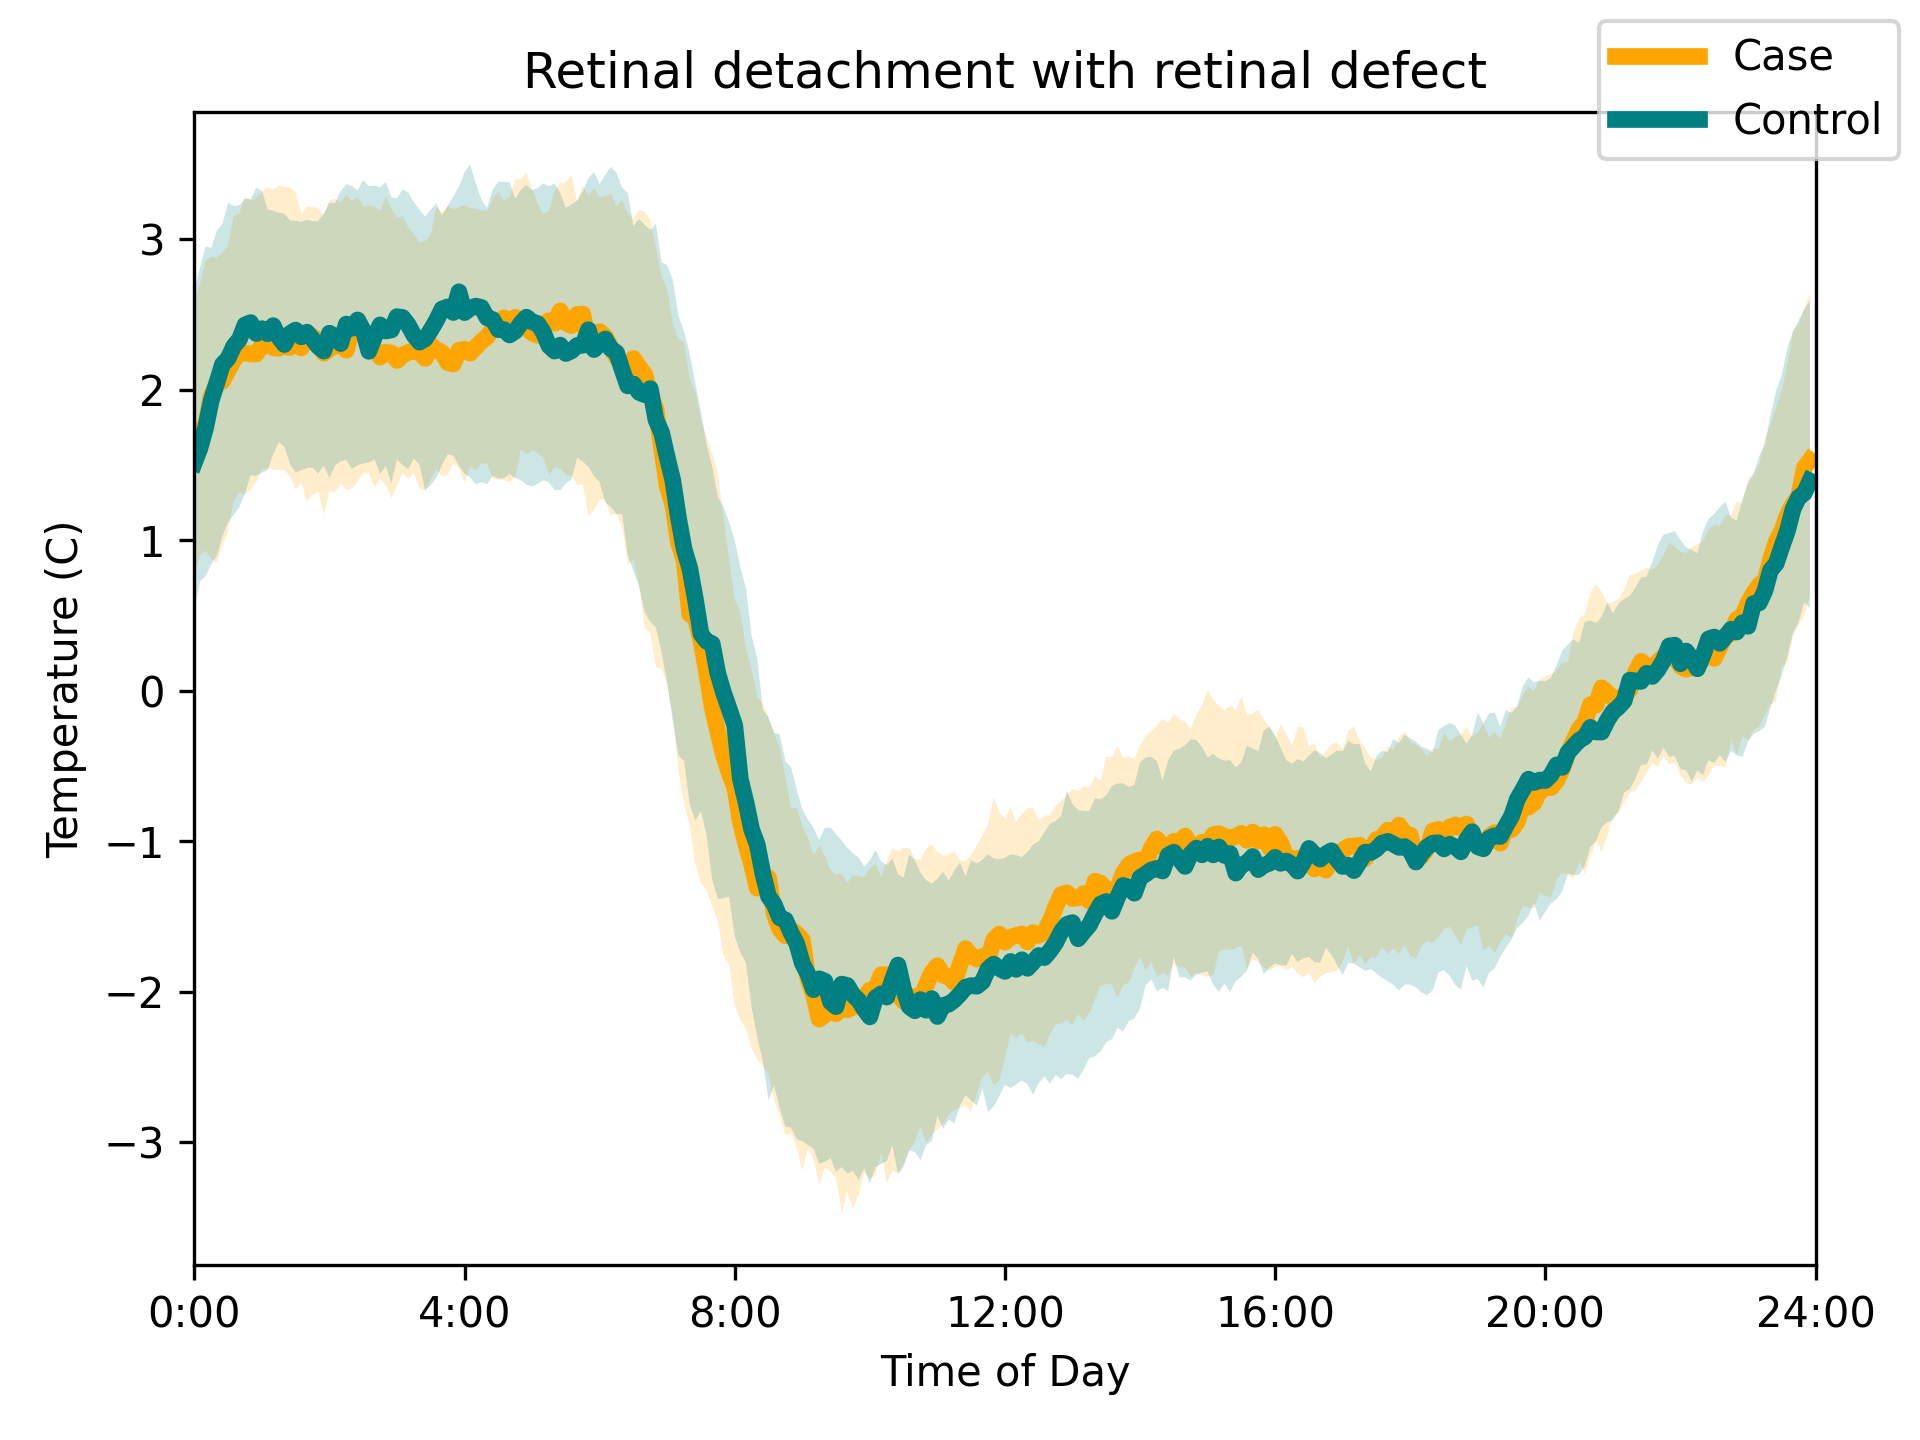 Retinal detachment with retinal defect
Case
Control
Temperature (C)
3
2
1
0
−1
−2
−3
0:00 4:00 8:00 12:00 16:00 20:00 24:00
Time of Day